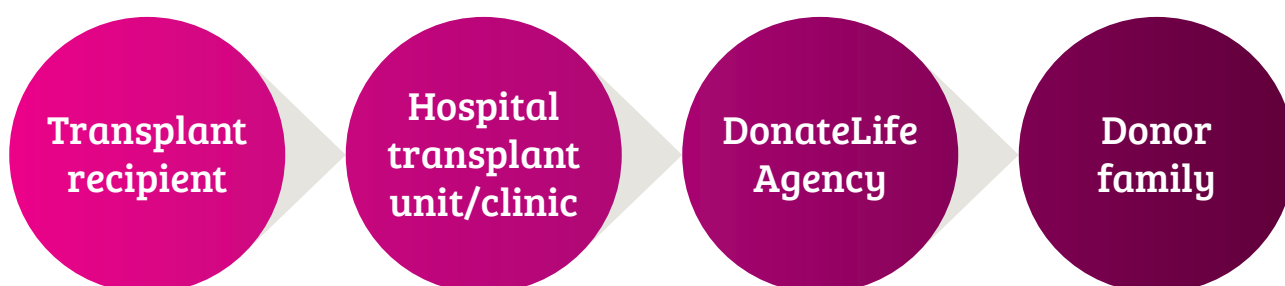 Transplant
recipient
Hospital
transplant
unit/clinic
DonateLife
Agency
Donor
family